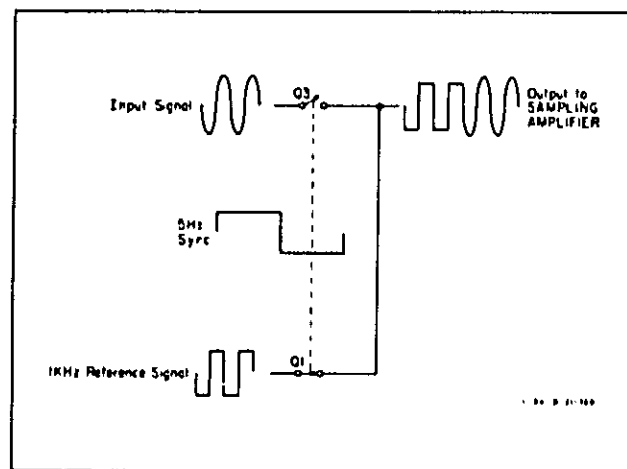 Input Signal
Q3
Output to
SAMPLING
AMPLIFIER
5Hz
Sync
1KHz Reference Signal
Q1